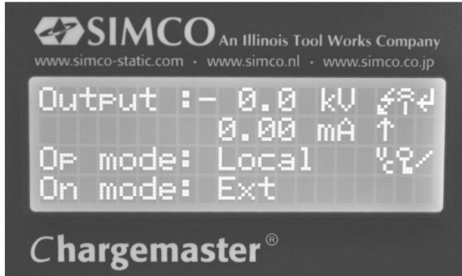 SIMCO An Illinois Tool Works Company
www.simco-static.com · www.simco.nl · www.simco.co.jp
Output :- 0.0 kV
0.00 mA ↑
Op mode: Local
On mode: Ext
Chargemaster®